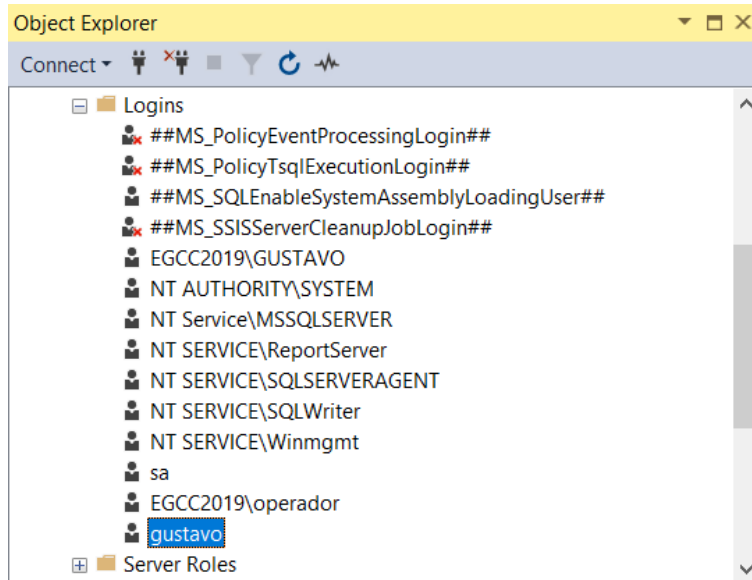 Object Explorer
Connect
Logins
##MS_PolicyEventProcessingLogin##
##MS_PolicyTsqlExecutionLogin##
##MS_SQLEnableSystemAssemblyLoadingUser##
##MS_SSISServerCleanupJobLogin##
EGCC2019\GUSTAVO
NT AUTHORITY\SYSTEM
NT Service\MSSQLSERVER
NT SERVICE\ReportServer
NT SERVICE\SQLSERVERAGENT
NT SERVICE\SQLWriter
NT SERVICE\Winmgmt
sa
EGCC2019\operador
gustavo
Server Roles